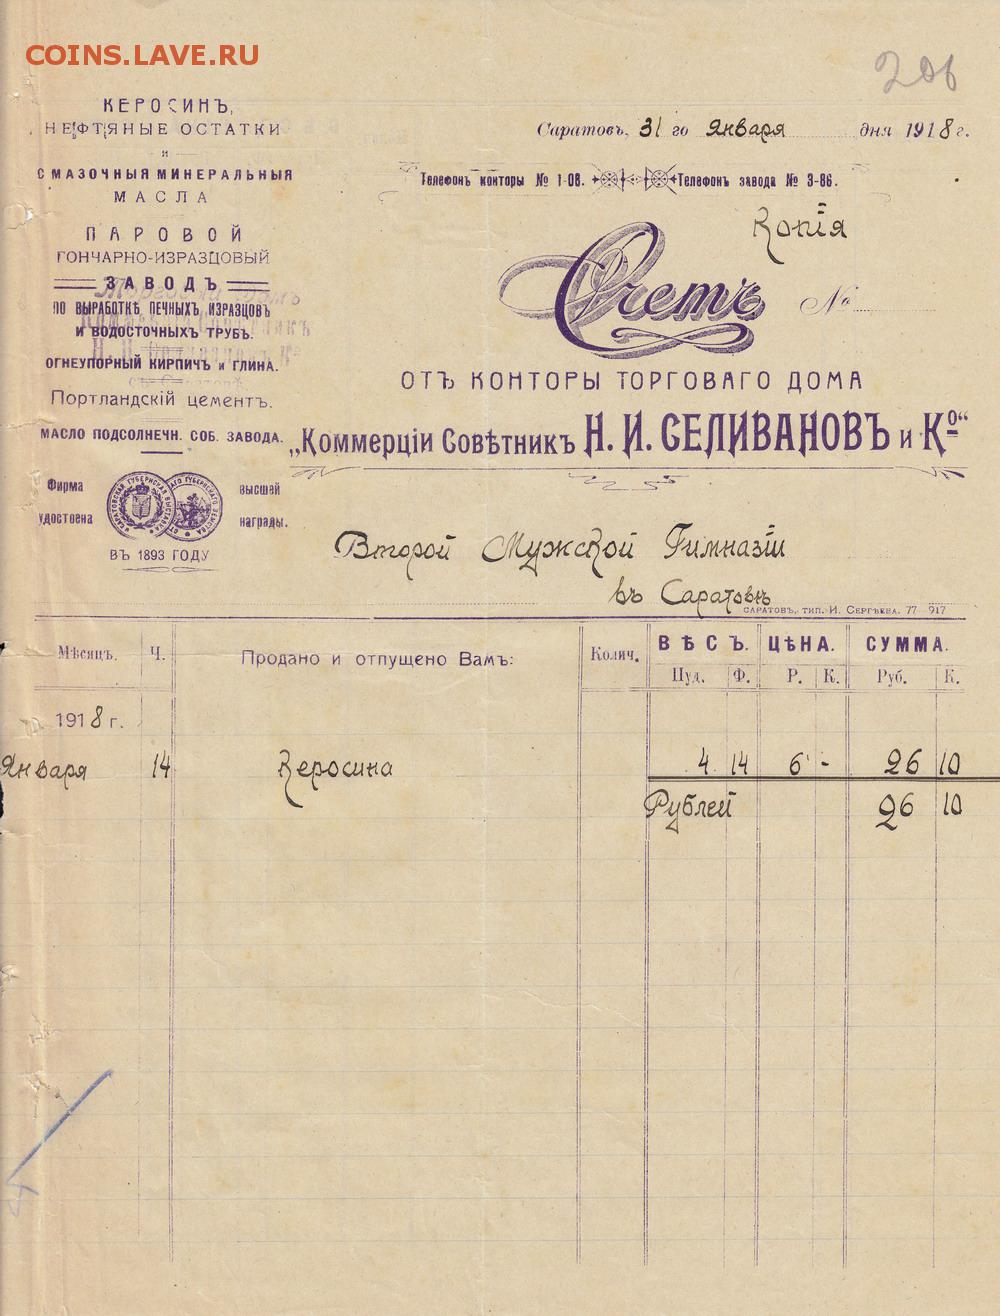 COINS.LAVE.RU
206
КЕРОСИНЪ,
НЕФТЯНЫЕ ОСТАТКИ
и
СМАЗОЧНЫЯ МИНЕРАЛЬНЫЯ
МАСЛА
ПАРОВОЙ
ГОНЧАРНО-ИЗРАЗЦОВЫЙ
ЗАВОДЪ
ПО ВЫРАБОТКѢ ПЕЧНЫХЪ ИЗРАЗЦОВЪ
И ВОДОСТОЧНЫХЪ ТРУБЪ.
ОГНЕУПОРНЫЙ КИРПИЧЪ И ГЛИНА.
Портландскій цементъ.
МАСЛО ПОДСОЛНЕЧН. СОБ. ЗАВОДА.
Фирма удостоена высшей награды.
ВЪ 1893 ГОДУ
Саратовъ, 31 го Января дня 1918 г.
Телефонъ конторы № 1-08. Телефонъ завода № 3-86.
Копія
Счетъ №
ОТЪ КОНТОРЫ ТОРГОВАГО ДОМА
„Коммерціи Совѣтникъ Н. И. СЕЛИВАНОВЪ и Кº“
Второй Мужской Гимназіи
въ Саратовѣ
САРАТОВЪ, ТИП. И. СЕРГѢЕВА. 77—917
Мѣсяцъ. Ч. Продано и отпущено Вамъ: Колич. ВѢСЪ. ЦѢНА. СУММА.
Пуд. Ф. Р. К. Руб. К.
1918 г.
Января 14 Керосина 4 14 6 - 26 10
Рублей 26 10